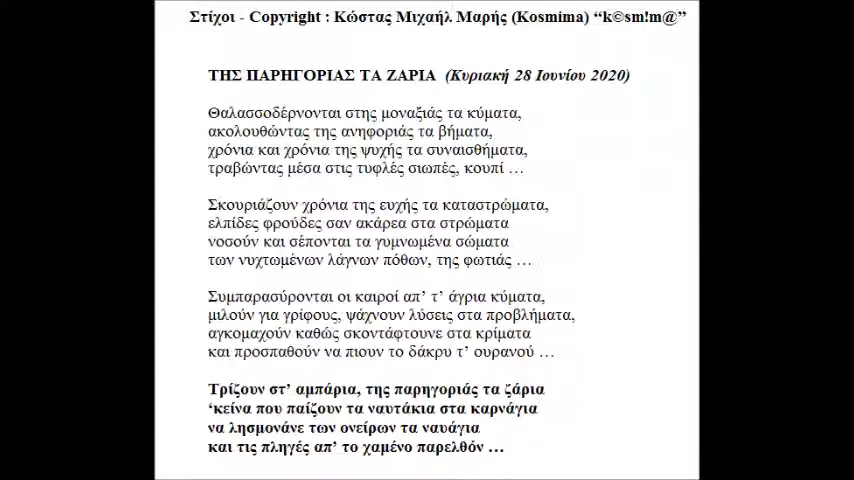 Στίχοι - Copyright : Κώστας Μιχαήλ Μαρής (Kosmima) “k©sm!m@”
ΤΗΣ ΠΑΡΗΓΟΡΙΑΣ ΤΑ ΖΑΡΙΑ (Κυριακή 28 Ιουνίου 2020)
Θαλασσοδέρνονται στης μοναξιάς τα κύματα,
ακολουθώντας της ανηφοριάς τα βήματα,
χρόνια και χρόνια της ψυχής τα συναισθήματα,
τραβώντας μέσα στις τυφλές σιωπές, κουπί …
Σκουριάζουν χρόνια της ευχής τα καταστρώματα,
ελπίδες φρούδες σαν ακάρεα στα στρώματα
νοσούν και σέπονται τα γυμνωμένα σώματα
των νυχτωμένων λάγνων πόθων, της φωτιάς …
Συμπαρασύρονται οι καιροί απ’ τ’ άγρια κύματα,
μιλούν για γρίφους, ψάχνουν λύσεις στα προβλήματα,
αγκομαχούν καθώς σκοντάφτουνε στα κρίματα
και προσπαθούν να πιουν το δάκρυ τ’ ουρανού …
Τρίζουν στ’ αμπάρια, της παρηγοριάς τα ζάρια
‘κείνα που παίζουν τα ναυτάκια στα καρνάγια
να λησμονάνε των ονείρων τα ναυάγια
και τις πληγές απ’ το χαμένο παρελθόν …